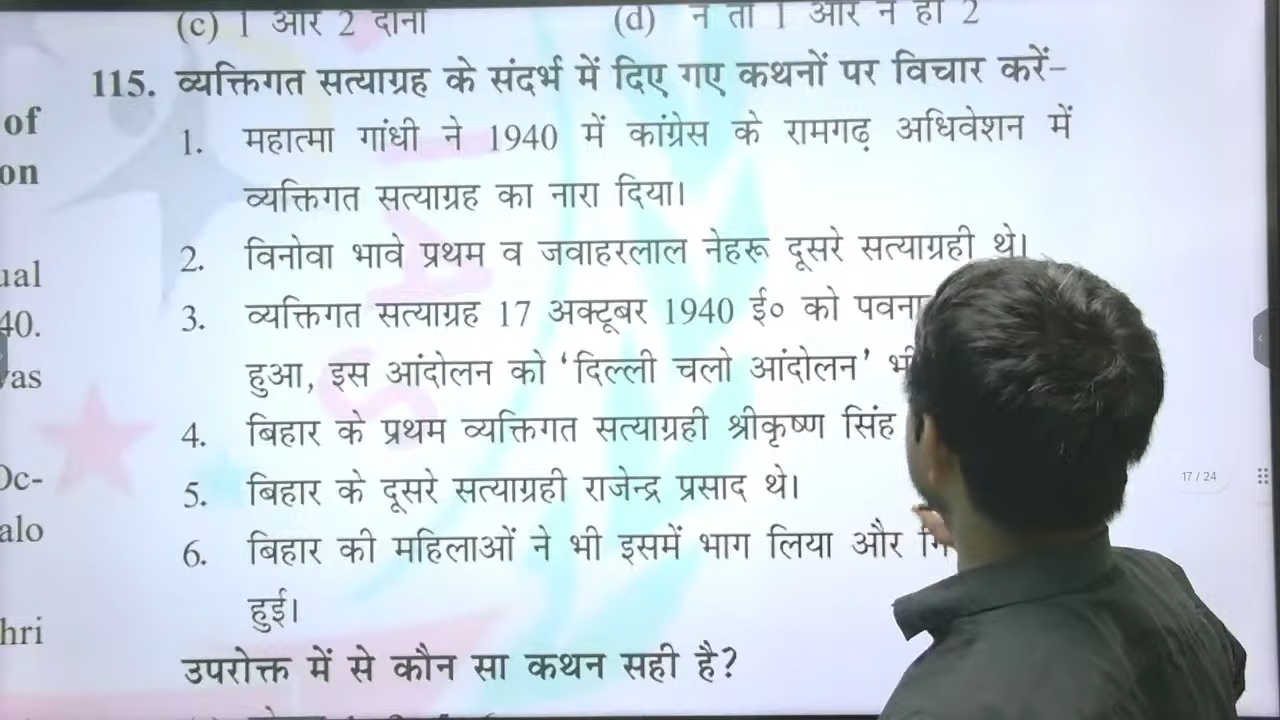 (c) 1 और 2 दोनों
(d) न तो 1 और न ही 2
115. व्यक्तिगत सत्याग्रह के संदर्भ में दिए गए कथनों पर विचार करें–
1. महात्मा गांधी ने 1940 में कांग्रेस के रामगढ़ अधिवेशन में
व्यक्तिगत सत्याग्रह का नारा दिया।
2. विनोवा भावे प्रथम व जवाहरलाल नेहरू दूसरे सत्याग्रही थे।
3. व्यक्तिगत सत्याग्रह 17 अक्टूबर 1940 ई० को
हुआ, इस आंदोलन को ‘दिल्ली चलो आंदोलन’ भी
4. बिहार के प्रथम व्यक्तिगत सत्याग्रही श्रीकृष्ण सिंह
5. बिहार के दूसरे सत्याग्रही राजेन्द्र प्रसाद थे।
6. बिहार की महिलाओं ने भी इसमें भाग लिया और
हुई।
उपरोक्त में से कौन सा कथन सही है?
of
on
ual
40.
vas
Oc-
alo
hri
17 / 24